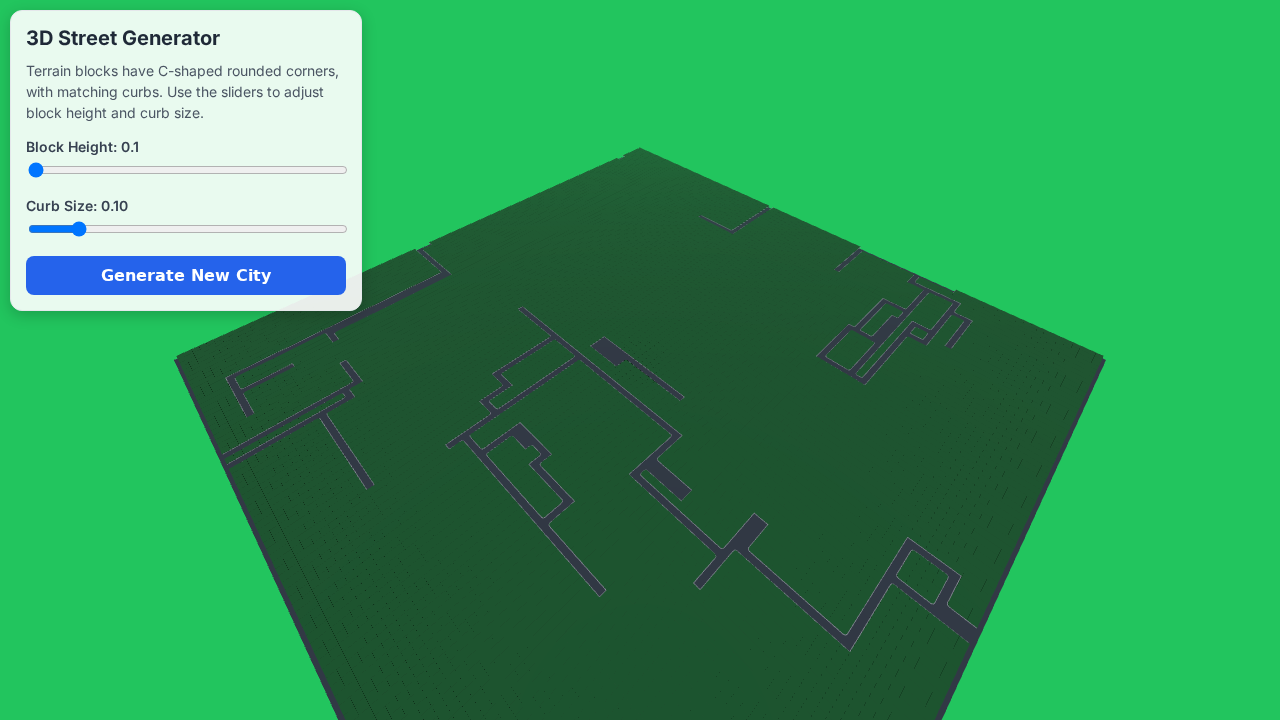 3D Street Generator
Terrain blocks have C-shaped rounded corners,
with matching curbs. Use the sliders to adjust
block height and curb size.
Block Height: 0.1
Curb Size: 0.10
Generate New City